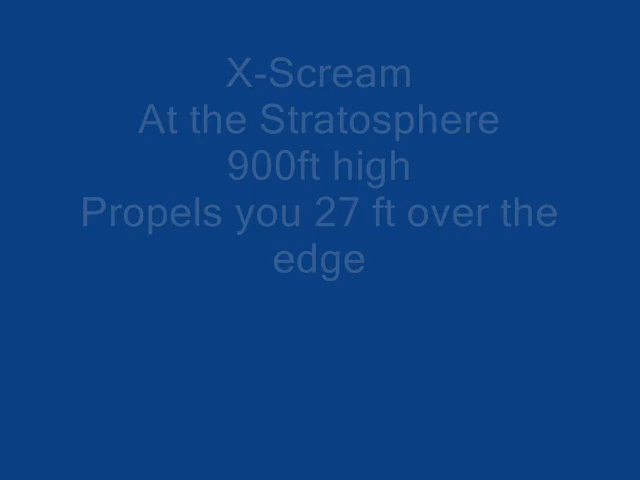 X-Scream
At the Stratosphere
900ft high
Propels you 27 ft over the
edge